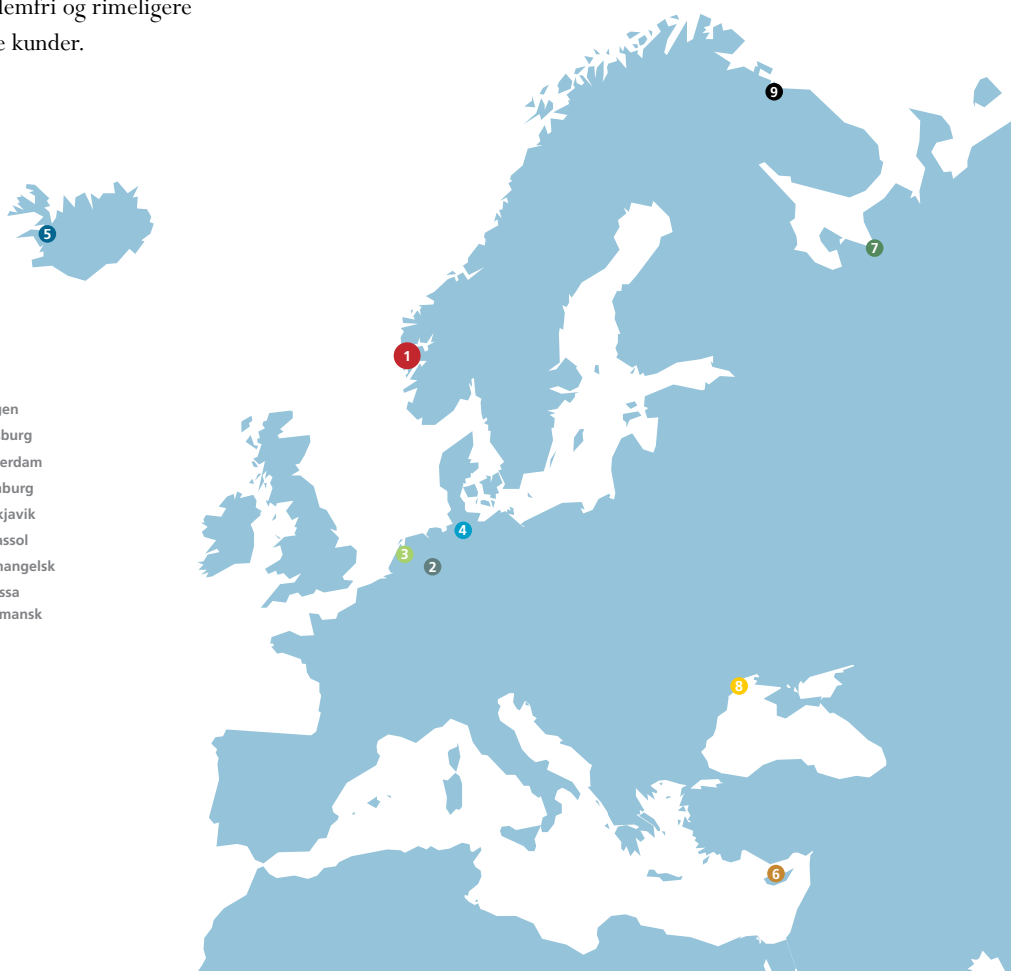 lemfri og rimeligere
e kunder.
9
5
7
1
gen
sburg
erdam
nburg
kjavik
assol
hangelsk
ssa
mansk
4
3
2
8
6